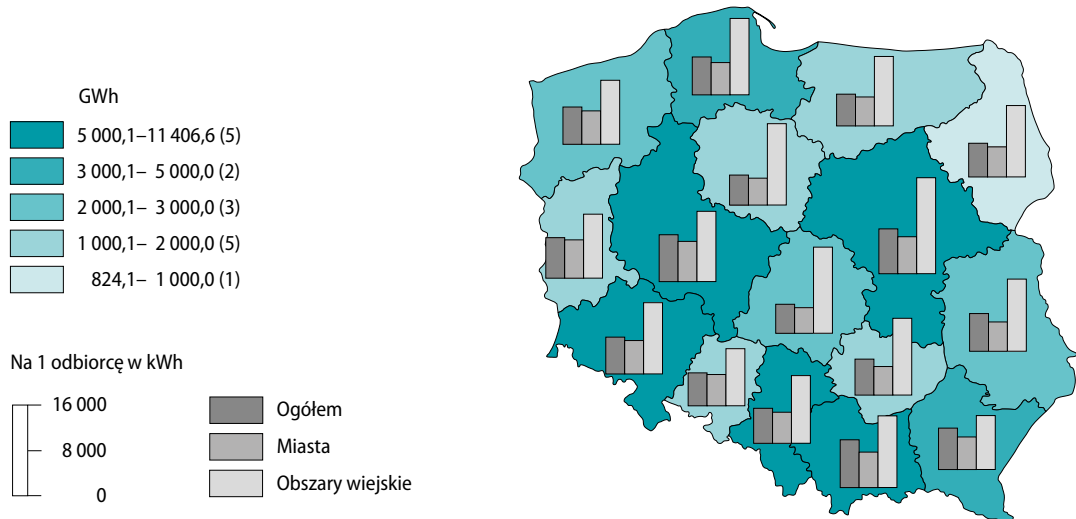 GWh
5 000,1–11 406,6 (5)
3 000,1– 5 000,0 (2)
2 000,1– 3 000,0 (3)
1 000,1– 2 000,0 (5)
824,1– 1 000,0 (1)
Na 1 odbiorcę w kWh
16 000
8 000
0
Ogółem
Miasta
Obszary wiejskie